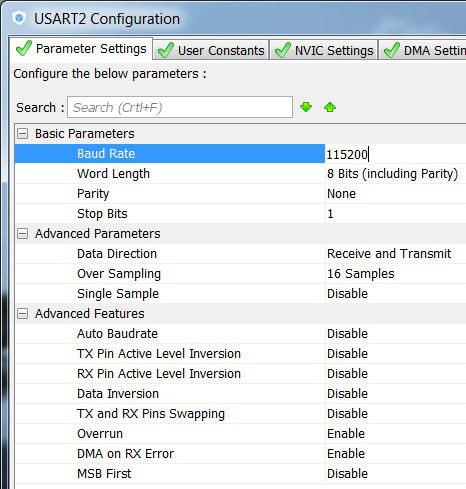 USART2 Configuration
Parameter Settings User Constants NVIC Settings DMA Settin
Configure the below parameters :
Search : Search (Crtl+F)
Basic Parameters
Baud Rate 115200
Word Length 8 Bits (including Parity)
Parity None
Stop Bits 1
Advanced Parameters
Data Direction Receive and Transmit
Over Sampling 16 Samples
Single Sample Disable
Advanced Features
Auto Baudrate Disable
TX Pin Active Level Inversion Disable
RX Pin Active Level Inversion Disable
Data Inversion Disable
TX and RX Pins Swapping Disable
Overrun Enable
DMA on RX Error Enable
MSB First Disable